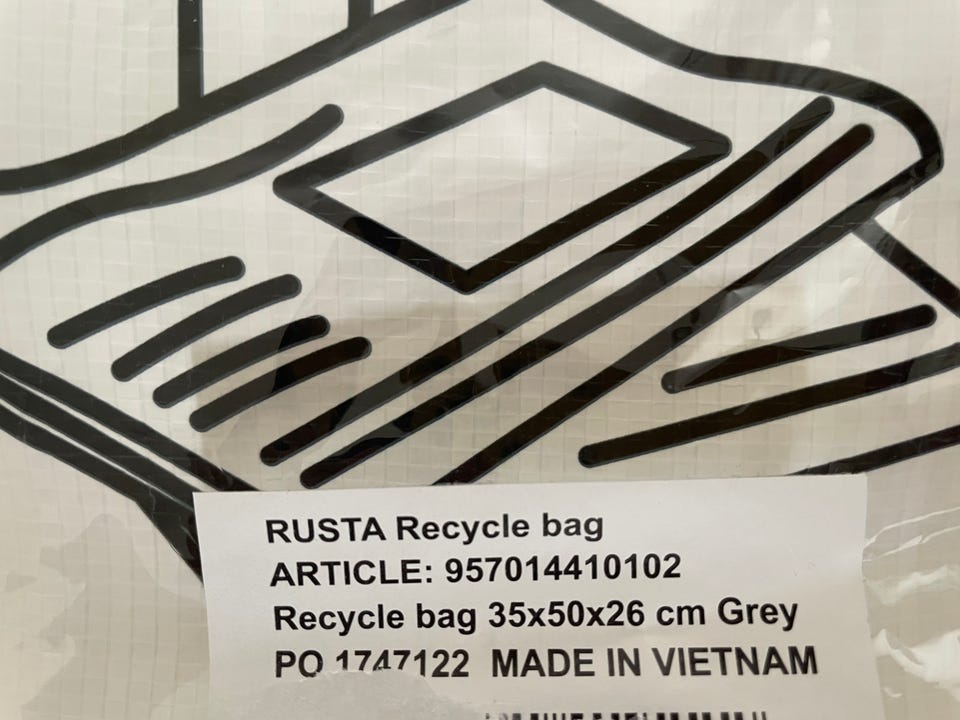 RUSTA Recycle bag
ARTICLE: 957014410102
Recycle bag 35x50x26 cm Grey
PO 1747122 MADE IN VIETNAM